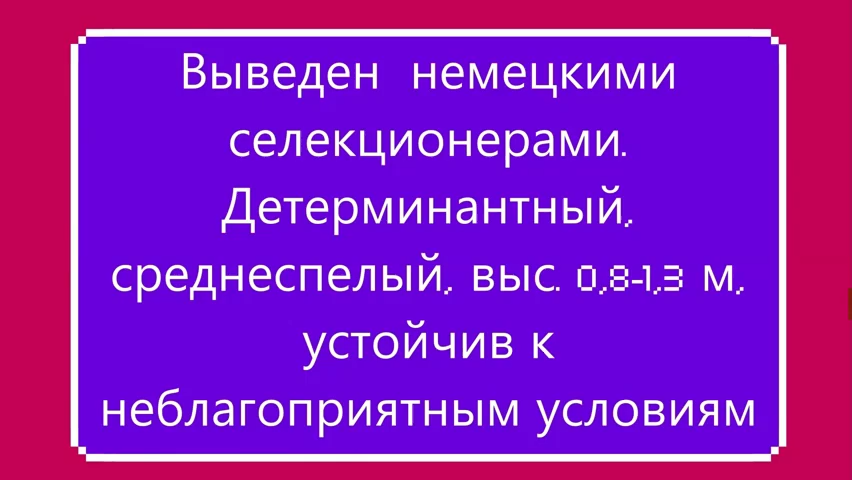 Выведен немецкими
селекционерами.
Детерминантный,
среднеспелый, выс. 0,8-1,3 м,
устойчив к
неблагоприятным условиям